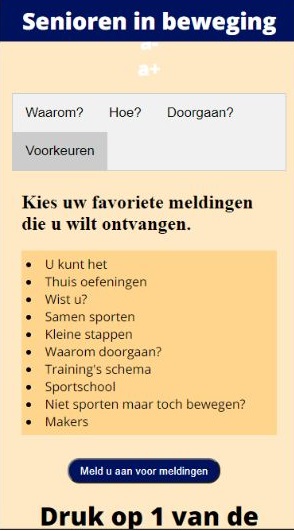 Senioren in beweging
a-
a+
Waarom? Hoe? Doorgaan?
Voorkeuren
Kies uw favoriete meldingen
die u wilt ontvangen.
U kunt het
Thuis oefeningen
Wist u?
Samen sporten
Kleine stappen
Waarom doorgaan?
Training's schema
Sportschool
Niet sporten maar toch bewegen?
Makers
Meld u aan voor meldingen
Druk op 1 van de